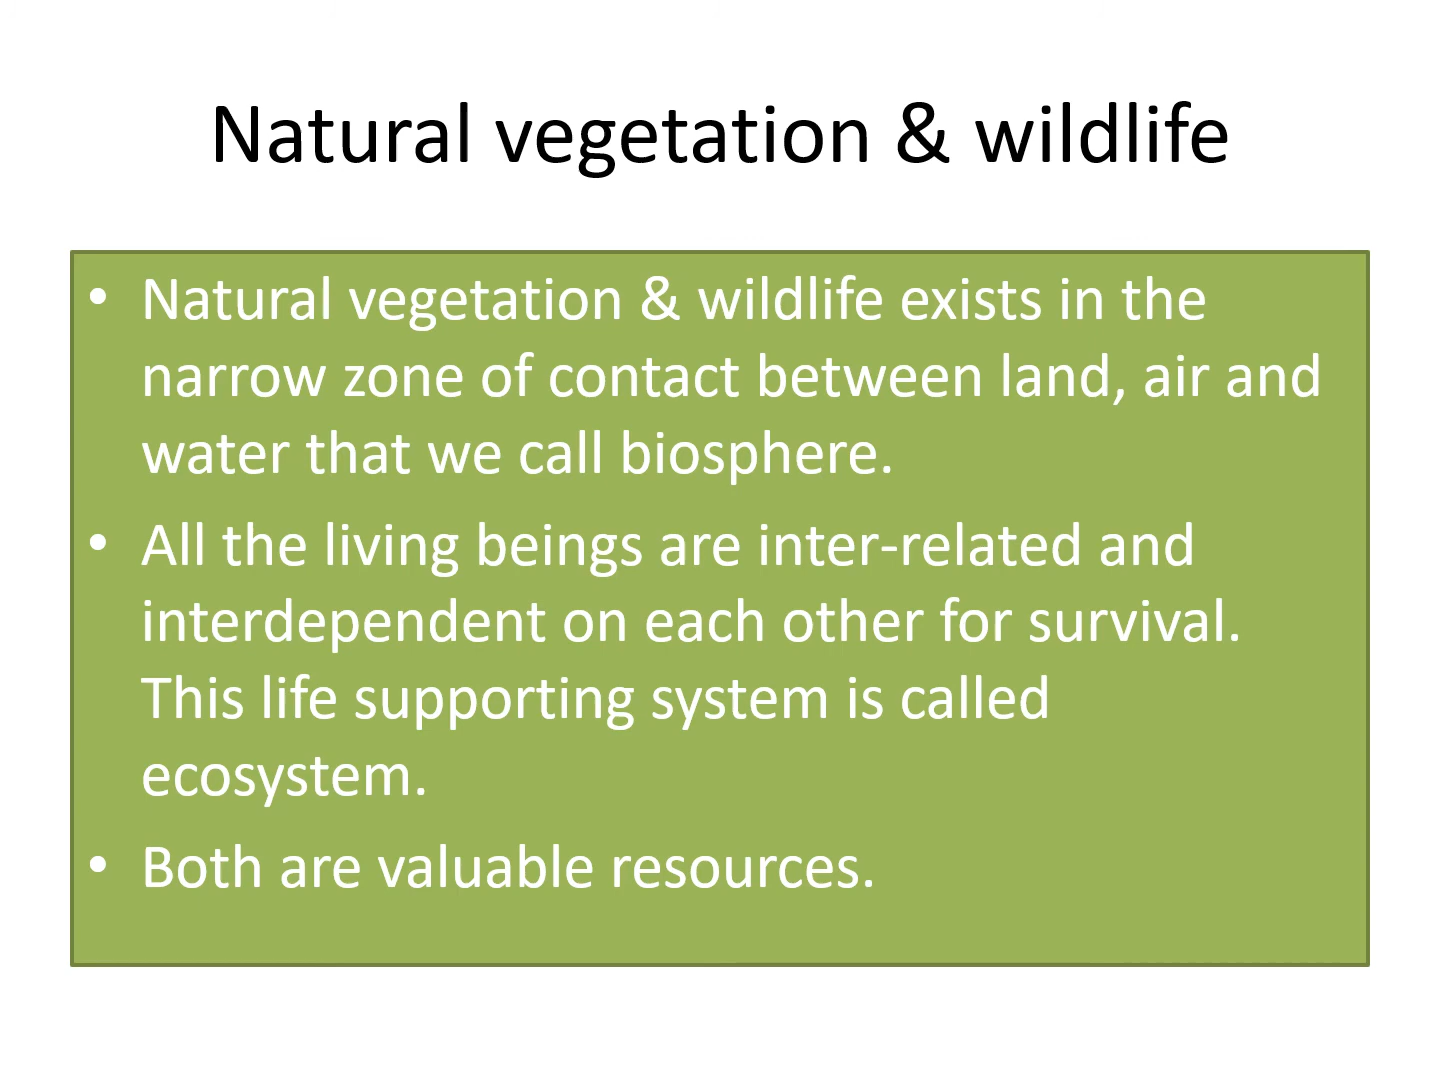 Natural vegetation & wildlife
• Natural vegetation & wildlife exists in the
narrow zone of contact between land, air and
water that we call biosphere.
• All the living beings are inter-related and
interdependent on each other for survival.
This life supporting system is called
ecosystem.
• Both are valuable resources.